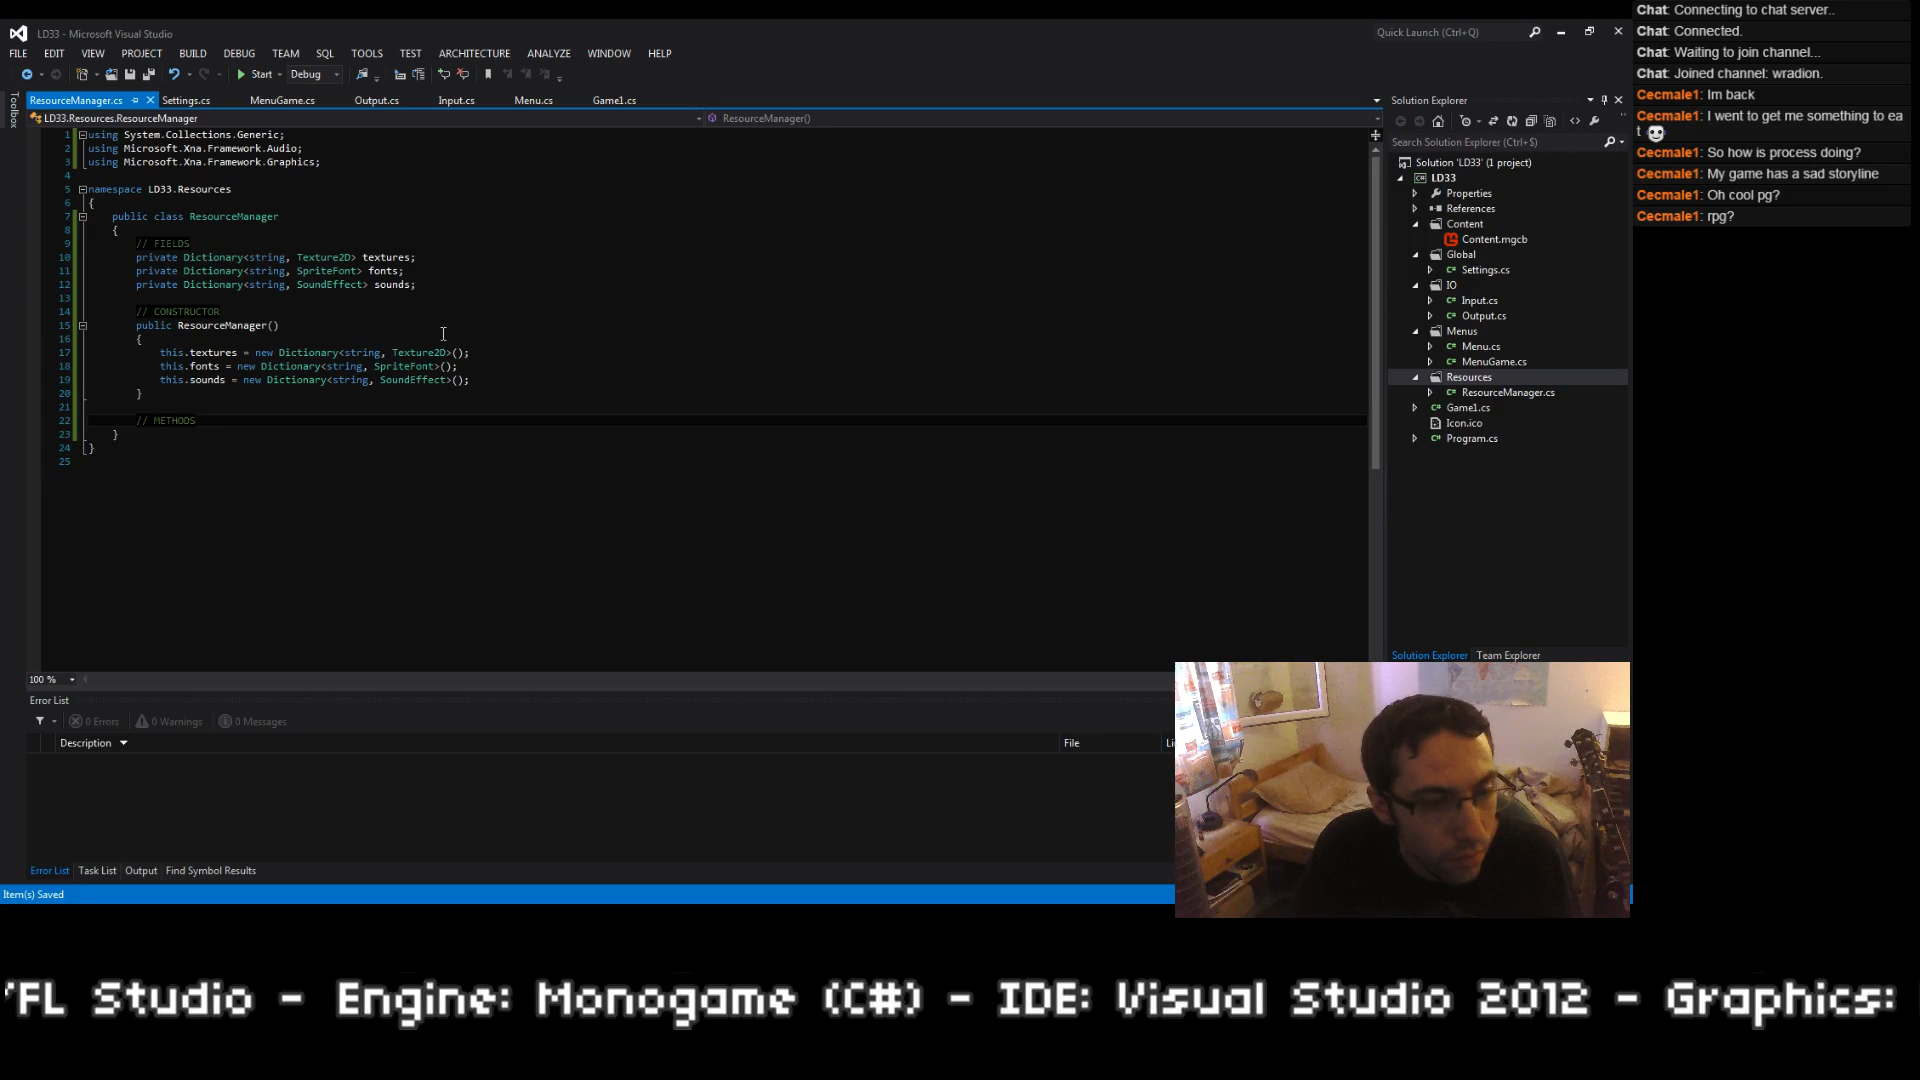 LD33 - Microsoft Visual Studio
Quick Launch (Ctrl+Q)
FILE EDIT VIEW PROJECT BUILD DEBUG TEAM SQL TOOLS TEST ARCHITECTURE ANALYZE WINDOW HELP
Start Debug
Toolbox
ResourceManager.cs Settings.cs MenuGame.cs Output.cs Input.cs Menu.cs Game1.cs
LD33.Resources.ResourceManager ResourceManager()
1 using System.Collections.Generic;
2 using Microsoft.Xna.Framework.Audio;
3 using Microsoft.Xna.Framework.Graphics;
4
5 namespace LD33.Resources
6 {
7 public class ResourceManager
8 {
9 // FIELDS
10 private Dictionary<string, Texture2D> textures;
11 private Dictionary<string, SpriteFont> fonts;
12 private Dictionary<string, SoundEffect> sounds;
13
14 // CONSTRUCTOR
15 public ResourceManager()
16 {
17 this.textures = new Dictionary<string, Texture2D>();
18 this.fonts = new Dictionary<string, SpriteFont>();
19 this.sounds = new Dictionary<string, SoundEffect>();
20 }
21
22 // METHODS
23 }
24 }
25
100 %
Error List
0 Errors 0 Warnings 0 Messages
Description File Li
Error List Task List Output Find Symbol Results
Item(s) Saved
Solution Explorer
Search Solution Explorer (Ctrl+$)
Solution 'LD33' (1 project)
LD33
Properties
References
Content
Content.mgcb
Global
Settings.cs
IO
Input.cs
Output.cs
Menus
Menu.cs
MenuGame.cs
Resources
ResourceManager.cs
Game1.cs
Icon.ico
Program.cs
Solution Explorer Team Explorer
Chat: Connecting to chat server..
Chat: Connected.
Chat: Waiting to join channel...
Chat: Joined channel: wradion.
Cecmale1: Im back
Cecmale1: I went to get me something to ea
t
Cecmale1: So how is process doing?
Cecmale1: My game has a sad storyline
Cecmale1: Oh cool pg?
Cecmale1: rpg?
FL Studio - Engine: Monogame (C#) - IDE: Visual Studio 2012 - Graphics: